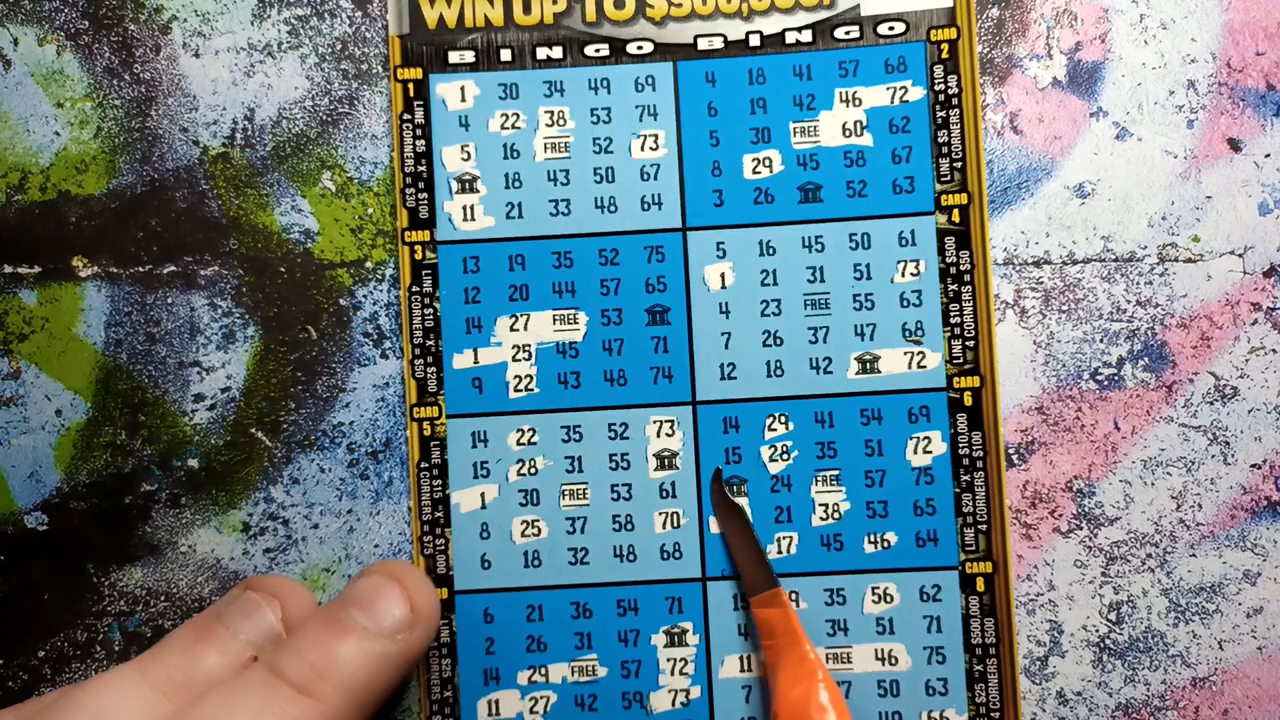 WIN UP TO $500,000!
B I N G O B I N G O
CARD 1
LINE = $5 "X" = $100
4 CORNERS = $30
1 30 34 49 69
4 22 38 53 74
5 16 FREE 52 73
18 43 50 67
11 21 33 48 64
CARD 2
LINE = $5 "X" = $100
4 CORNERS = $40
4 18 41 57 68
6 19 42 46 72
5 30 FREE 60 62
8 29 45 58 67
3 26 52 63
CARD 3
LINE = $10 "X" = $200
4 CORNERS = $50
13 19 35 52 75
12 20 44 57 65
14 27 FREE 53
1 25 45 47 71
9 22 43 48 74
CARD 4
LINE = $10 "X" = $500
4 CORNERS = $50
5 16 45 50 61
1 21 31 51 73
4 23 FREE 55 63
7 26 37 47 68
12 18 42 72
CARD 5
LINE = $15 "X" = $1,000
4 CORNERS = $75
14 22 35 52 73
15 28 31 55
1 30 FREE 53 61
8 25 37 58 70
6 18 32 48 68
CARD 6
LINE = $20 "X" = $10,000
4 CORNERS = $100
14 29 41 54 69
15 28 35 51 72
24 FREE 57 75
21 38 53 65
17 45 46 64
LINE = $25
6 21 36 54 71
2 26 31 47
14 29 FREE 57 72
11 27 42 59 73
CARD 8
LINE = $25 "X" = $500,000
4 CORNERS = $500
15 35 56 62
4 34 51 71
11 FREE 46 75
7 50 63